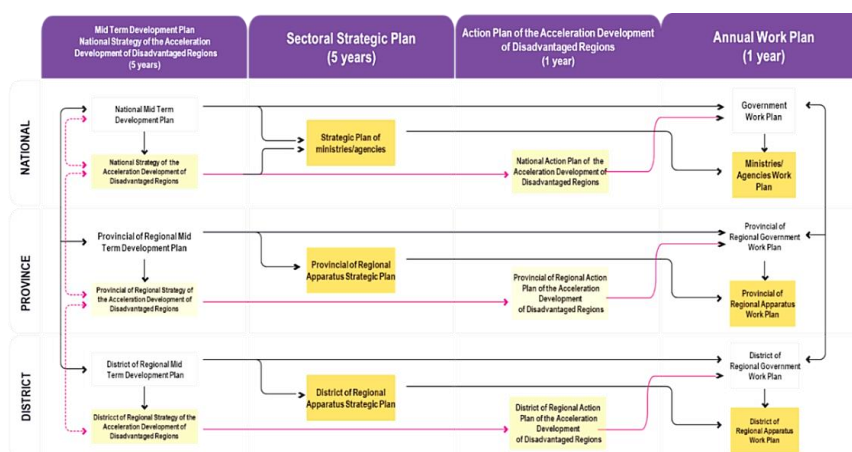 Mid Term Development Plan
National Strategy of the Acceleration
Development of Disadvantaged Regions
(5 years)
Sectoral Strategic Plan
(5 years)
Action Plan of the Acceleration Development
of Disadvantaged Regions
(1 year)
Annual Work Plan
(1 year)
NATIONAL
National Mid Term
Development Plan
National Strategy of the
Acceleration Development of
Disadvantaged Regions
Strategic Plan of
ministries/agencies
National Action Plan of the
Acceleration Development of
Disadvantaged Regions
Government
Work Plan
Ministries/
Agencies Work
Plan
PROVINCE
Provincial of Regional Mid
Term Development Plan
Provincial of Regional Strategy of
the Acceleration Development of
Disadvantaged Regions
Provincial of Regional
Apparatus Strategic Plan
Provincial of Regional Action
Plan of the Acceleration
Development
of Disadvantaged Regions
Provincial of
Regional Government
Work Plan
Provincial of
Regional Apparatus
Work Plan
DISTRICT
District of Regional Mid
Term Development Plan
Districct of Regional Strategy of the
Acceleration Development of
Disadvantaged Regions
District of Regional
Apparatus Strategic Plan
District of Regional Action
Plan of the Acceleration
Development
of Disadvantaged Regions
District of
Regional Government
Work Plan
District of
Regional Apparatus
Work Plan